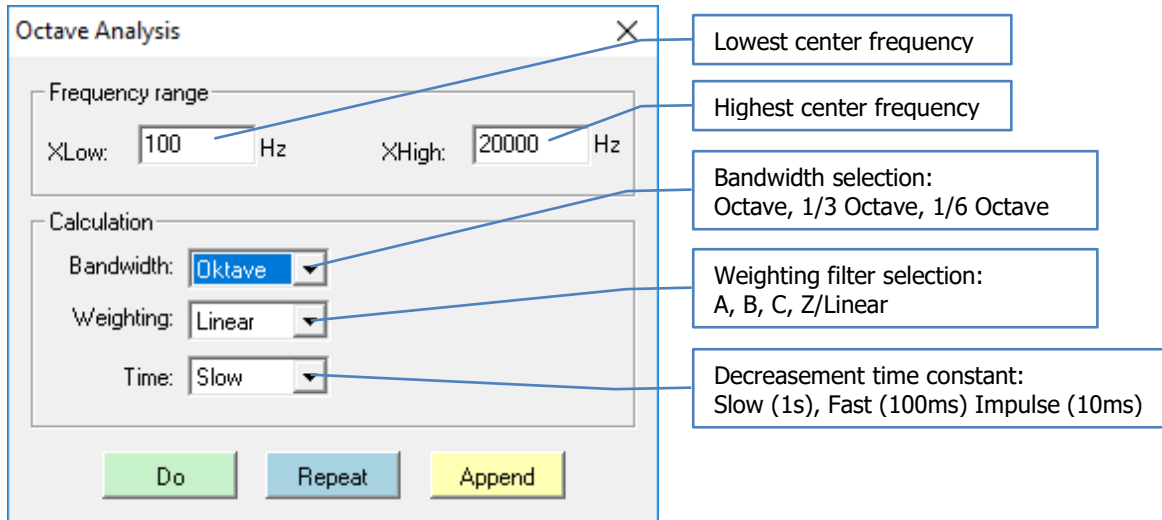 Octave Analysis
Frequency range
XLow: 100 Hz XHigh: 20000 Hz
Calculation
Bandwidth: Oktave
Weighting: Linear
Time: Slow
Do Repeat Append
Lowest center frequency
Highest center frequency
Bandwidth selection:
Octave, 1/3 Octave, 1/6 Octave
Weighting filter selection:
A, B, C, Z/Linear
Decreasement time constant:
Slow (1s), Fast (100ms) Impulse (10ms)